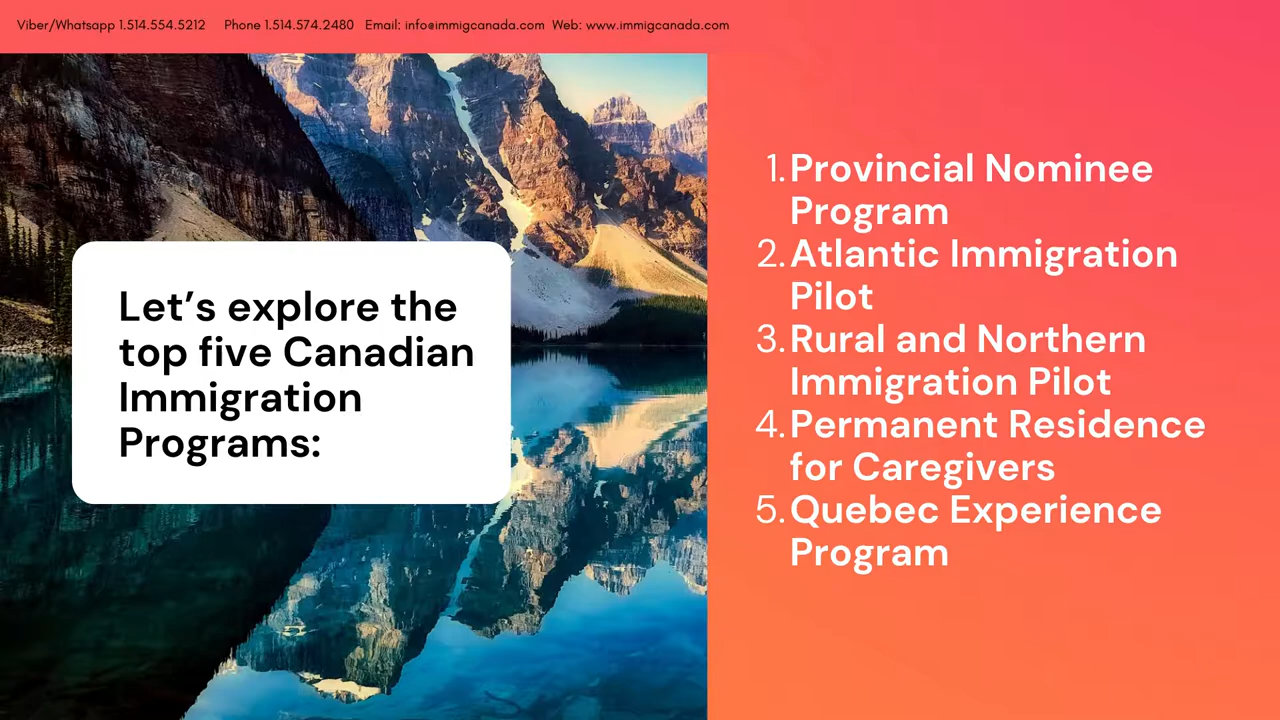 Viber/Whatsapp 1.514.554.5212 Phone 1.514.574.2480 Email: info@immigcanada.com Web: www.immigcanada.com
Let’s explore the
top five Canadian
Immigration
Programs:
1. Provincial Nominee
Program
2. Atlantic Immigration
Pilot
3. Rural and Northern
Immigration Pilot
4. Permanent Residence
for Caregivers
5. Quebec Experience
Program